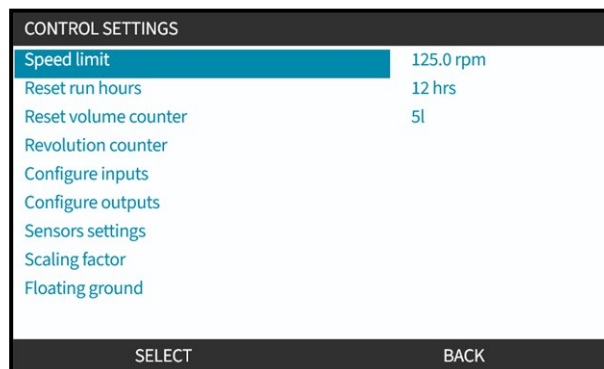 CONTROL SETTINGS
Speed limit 125.0 rpm
Reset run hours 12 hrs
Reset volume counter 5l
Revolution counter
Configure inputs
Configure outputs
Sensors settings
Scaling factor
Floating ground
SELECT BACK